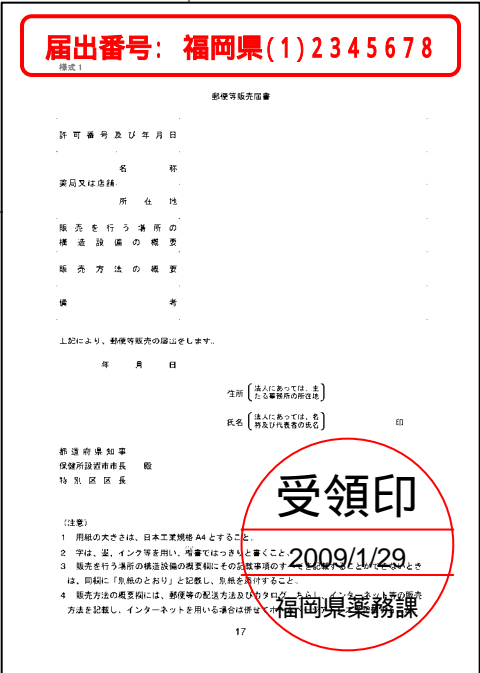 届出番号: 福岡県(1)2345678
様式1
郵便等販売届書
許可番号及び年月日
名称
薬局又は店舗
所在地
販売を行う場所の
構造設備の概要
販売方法の概要
備考
上記により、郵便等販売の届出をします。
年 月 日
住所 法人にあっては、主
たる事務所の所在地
氏名 法人にあっては、名
称及び代表者の氏名 印
都道府県知事
保健所設置市市長 殿
特別区区長
受領印
2009/1/29
福岡県薬務課
(注意)
1 用紙の大きさは、日本工業規格A4とすること。
2 字は、墨、インク等を用い、楷書ではっきりと書くこと。
3 販売を行う場所の構造設備の概要欄にその記載事項のすべてを記載することができないとき
は、同欄に「別紙のとおり」と記載し、別紙を添付すること。
4 販売方法の概要欄には、郵便等の配送方法及びカタログ、ちらし、インターネット等の販売
方法を記載し、インターネットを用いる場合は併せてホ
17